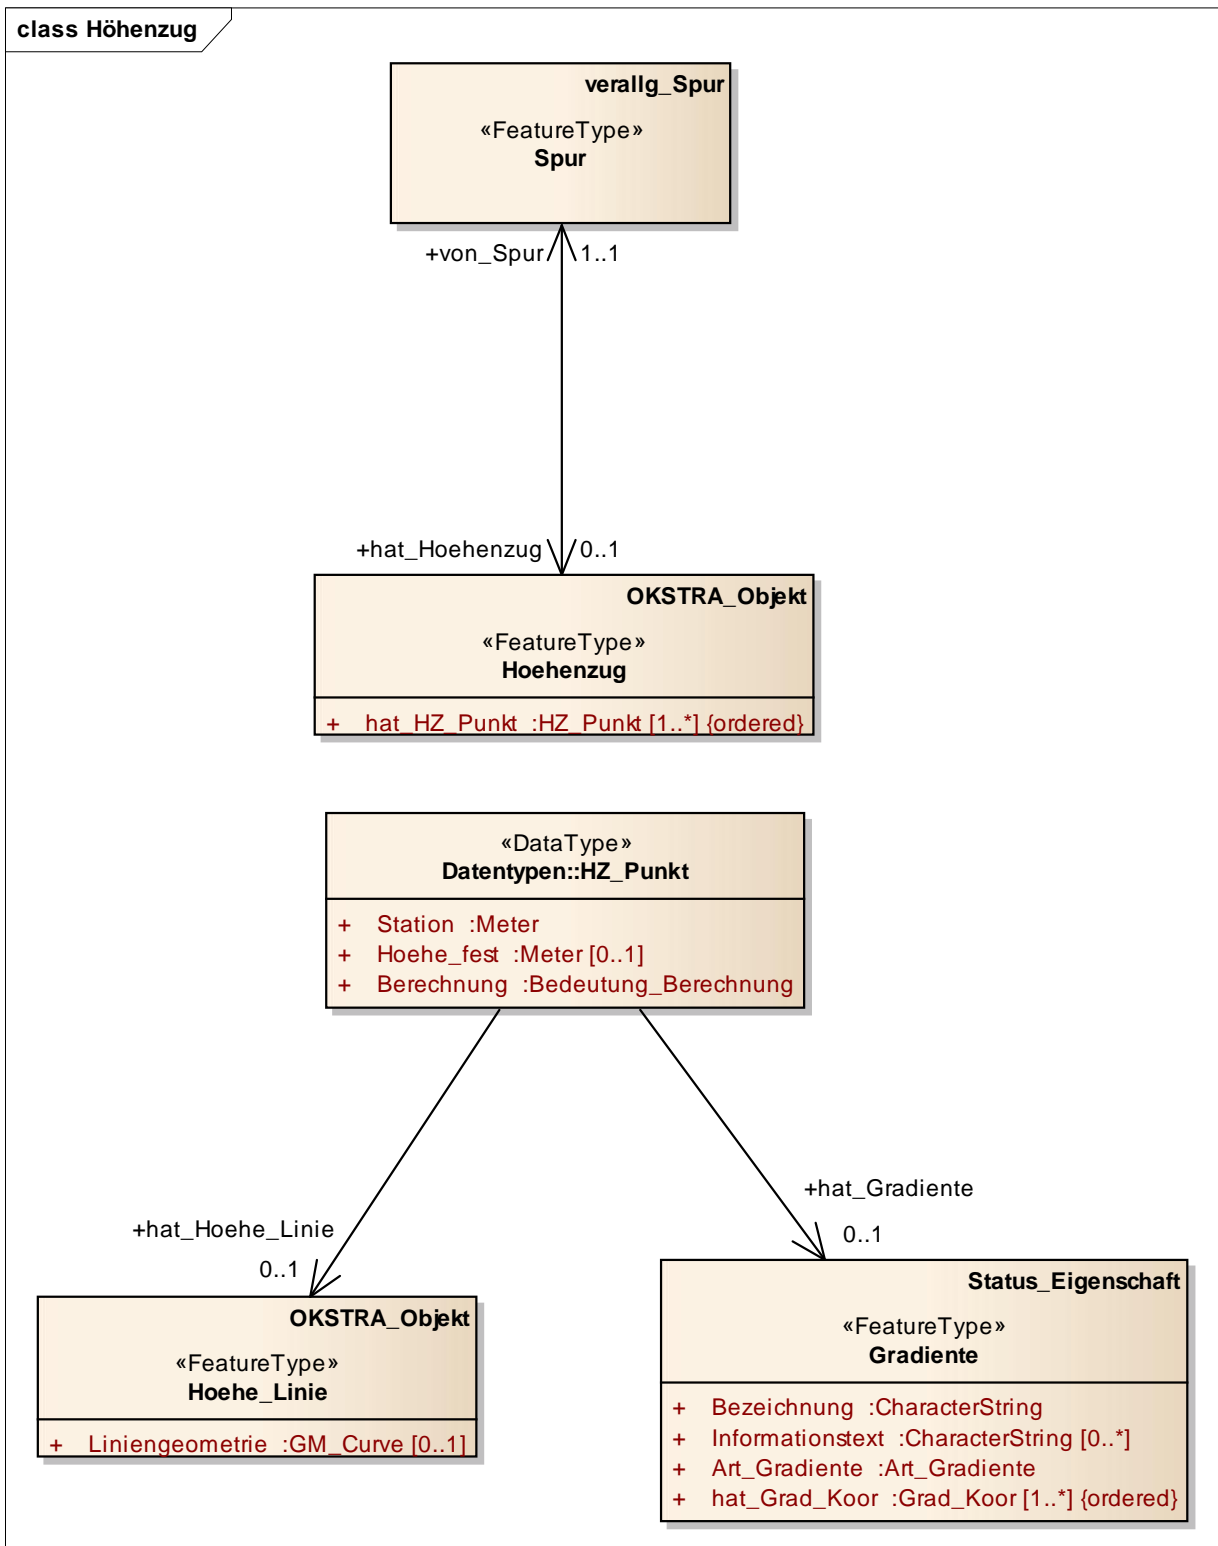 class Höhenzug
verallg_Spur
«FeatureType»
Spur
+von_Spur 1..1
+hat_Hoehenzug 0..1
OKSTRA_Objekt
«FeatureType»
Hoehenzug
+ hat_HZ_Punkt :HZ_Punkt [1..*] {ordered}
«DataType»
Datentypen::HZ_Punkt
+ Station :Meter
+ Hoehe_fest :Meter [0..1]
+ Berechnung :Bedeutung_Berechnung
+hat_Gradiente
0..1
+hat_Hoehe_Linie
0..1
OKSTRA_Objekt
«FeatureType»
Hoehe_Linie
+ Liniengeometrie :GM_Curve [0..1]
Status_Eigenschaft
«FeatureType»
Gradiente
+ Bezeichnung :CharacterString
+ Informationstext :CharacterString [0..*]
+ Art_Gradiente :Art_Gradiente
+ hat_Grad_Koor :Grad_Koor [1..*] {ordered}